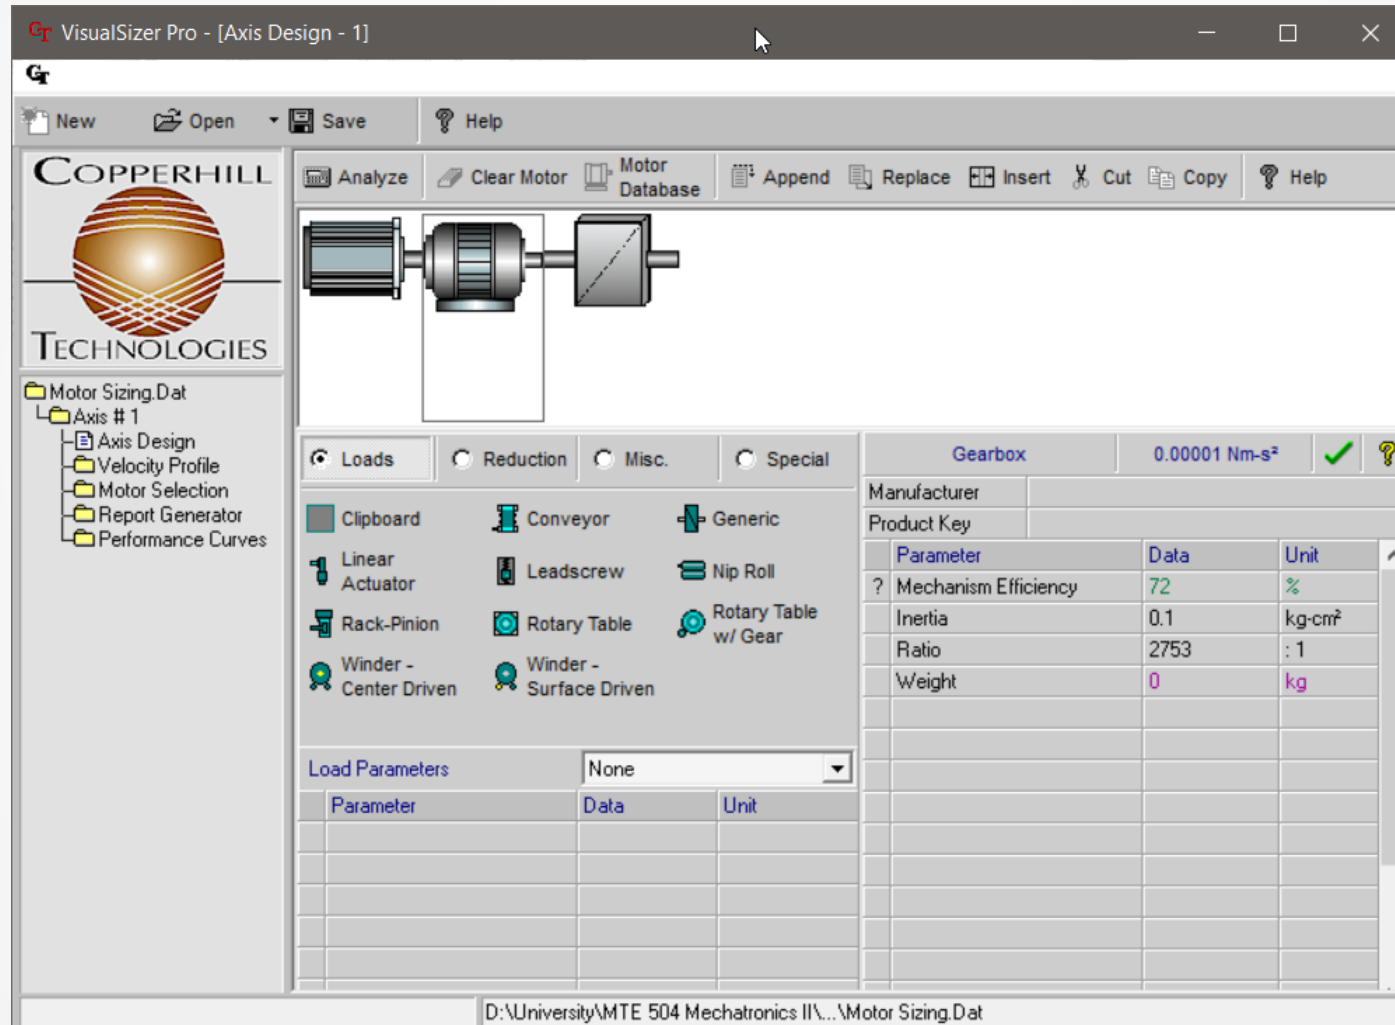 GT VisualSizer Pro - [Axis Design - 1]
GT
New Open Save Help
COPPERHILL
TECHNOLOGIES
Analyze Clear Motor Motor Database Append Replace Insert Cut Copy Help
Motor Sizing.Dat
Axis # 1
Axis Design
Velocity Profile
Motor Selection
Report Generator
Performance Curves
Loads Reduction Misc. Special
Clipboard Conveyor Generic
Linear Actuator Leadscrew Nip Roll
Rack-Pinion Rotary Table Rotary Table w/ Gear
Winder - Center Driven Winder - Surface Driven
Load Parameters None
Parameter Data Unit
Gearbox 0.00001 Nm-s² ?
Manufacturer
Product Key
Parameter Data Unit
? Mechanism Efficiency 72 %
Inertia 0.1 kg-cm²
Ratio 2753 : 1
Weight 0 kg
D:\University\MTE 504 Mechatronics II\...\Motor Sizing.Dat